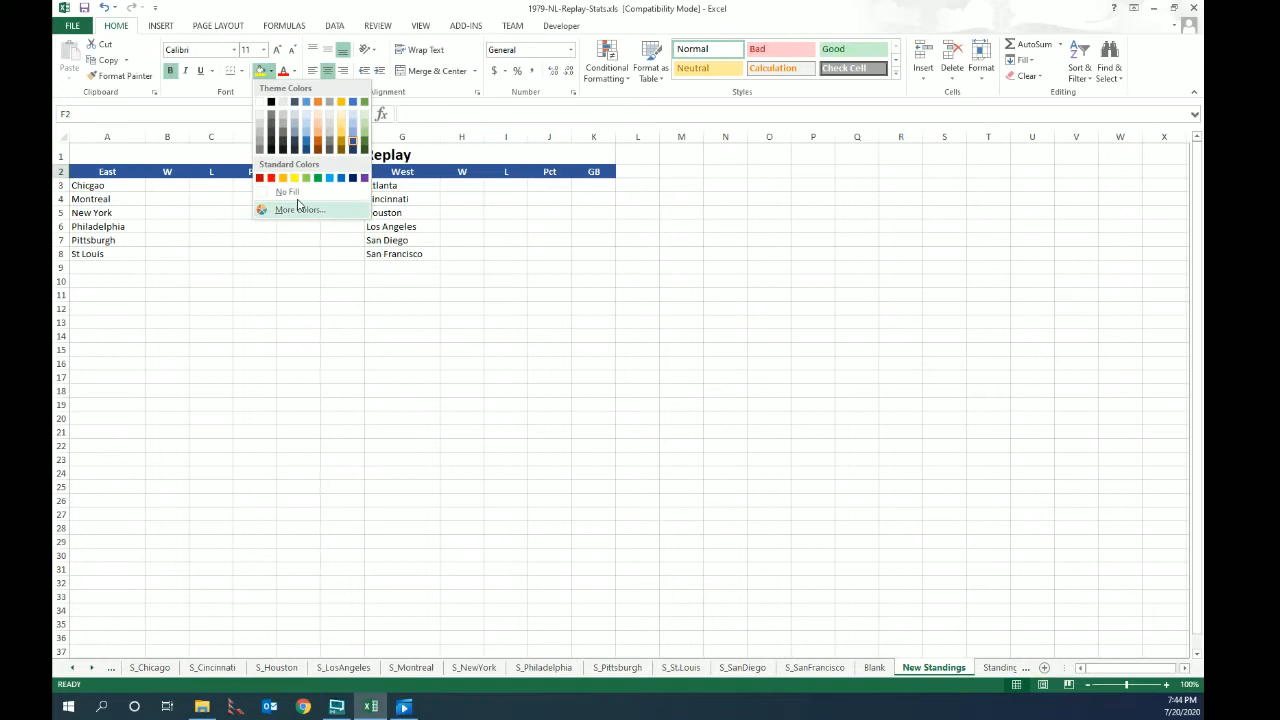 1979-NL-Replay-Stats.xls [Compatibility Mode] - Excel
FILE HOME INSERT PAGE LAYOUT FORMULAS DATA REVIEW VIEW ADD-INS TEAM Developer
Paste
Cut
Copy
Format Painter
Clipboard
Calibri 11
B I U
Font
Wrap Text
Merge & Center
Alignment
General
$ % ,
Number
Conditional Formatting
Format as Table
Normal Bad Good
Neutral Calculation Check Cell
Styles
Insert Delete Format
Cells
AutoSum
Fill
Clear
Sort & Filter
Find & Select
Editing
Theme Colors
Standard Colors
No Fill
More Colors...
F2 fx
A B C G H I J K L M N O P Q R S T U V W X
1 Replay
2 East W L P West W L Pct GB
3 Chicgao tlanta
4 Montreal incinnati
5 New York ouston
6 Philadelphia Los Angeles
7 Pittsburgh San Diego
8 St Louis San Francisco
9
10
11
12
13
14
15
16
17
18
19
20
21
22
23
24
25
26
27
28
29
30
31
32
33
34
35
36
37
... S_Chicago S_Cincinnati S_Houston S_LosAngeles S_Montreal S_NewYork S_Philadelphia S_Pittsburgh S_St.Louis S_SanDiego S_SanFrancisco Blank New Standings Standing ...
READY 100%
7:44 PM
7/20/2020